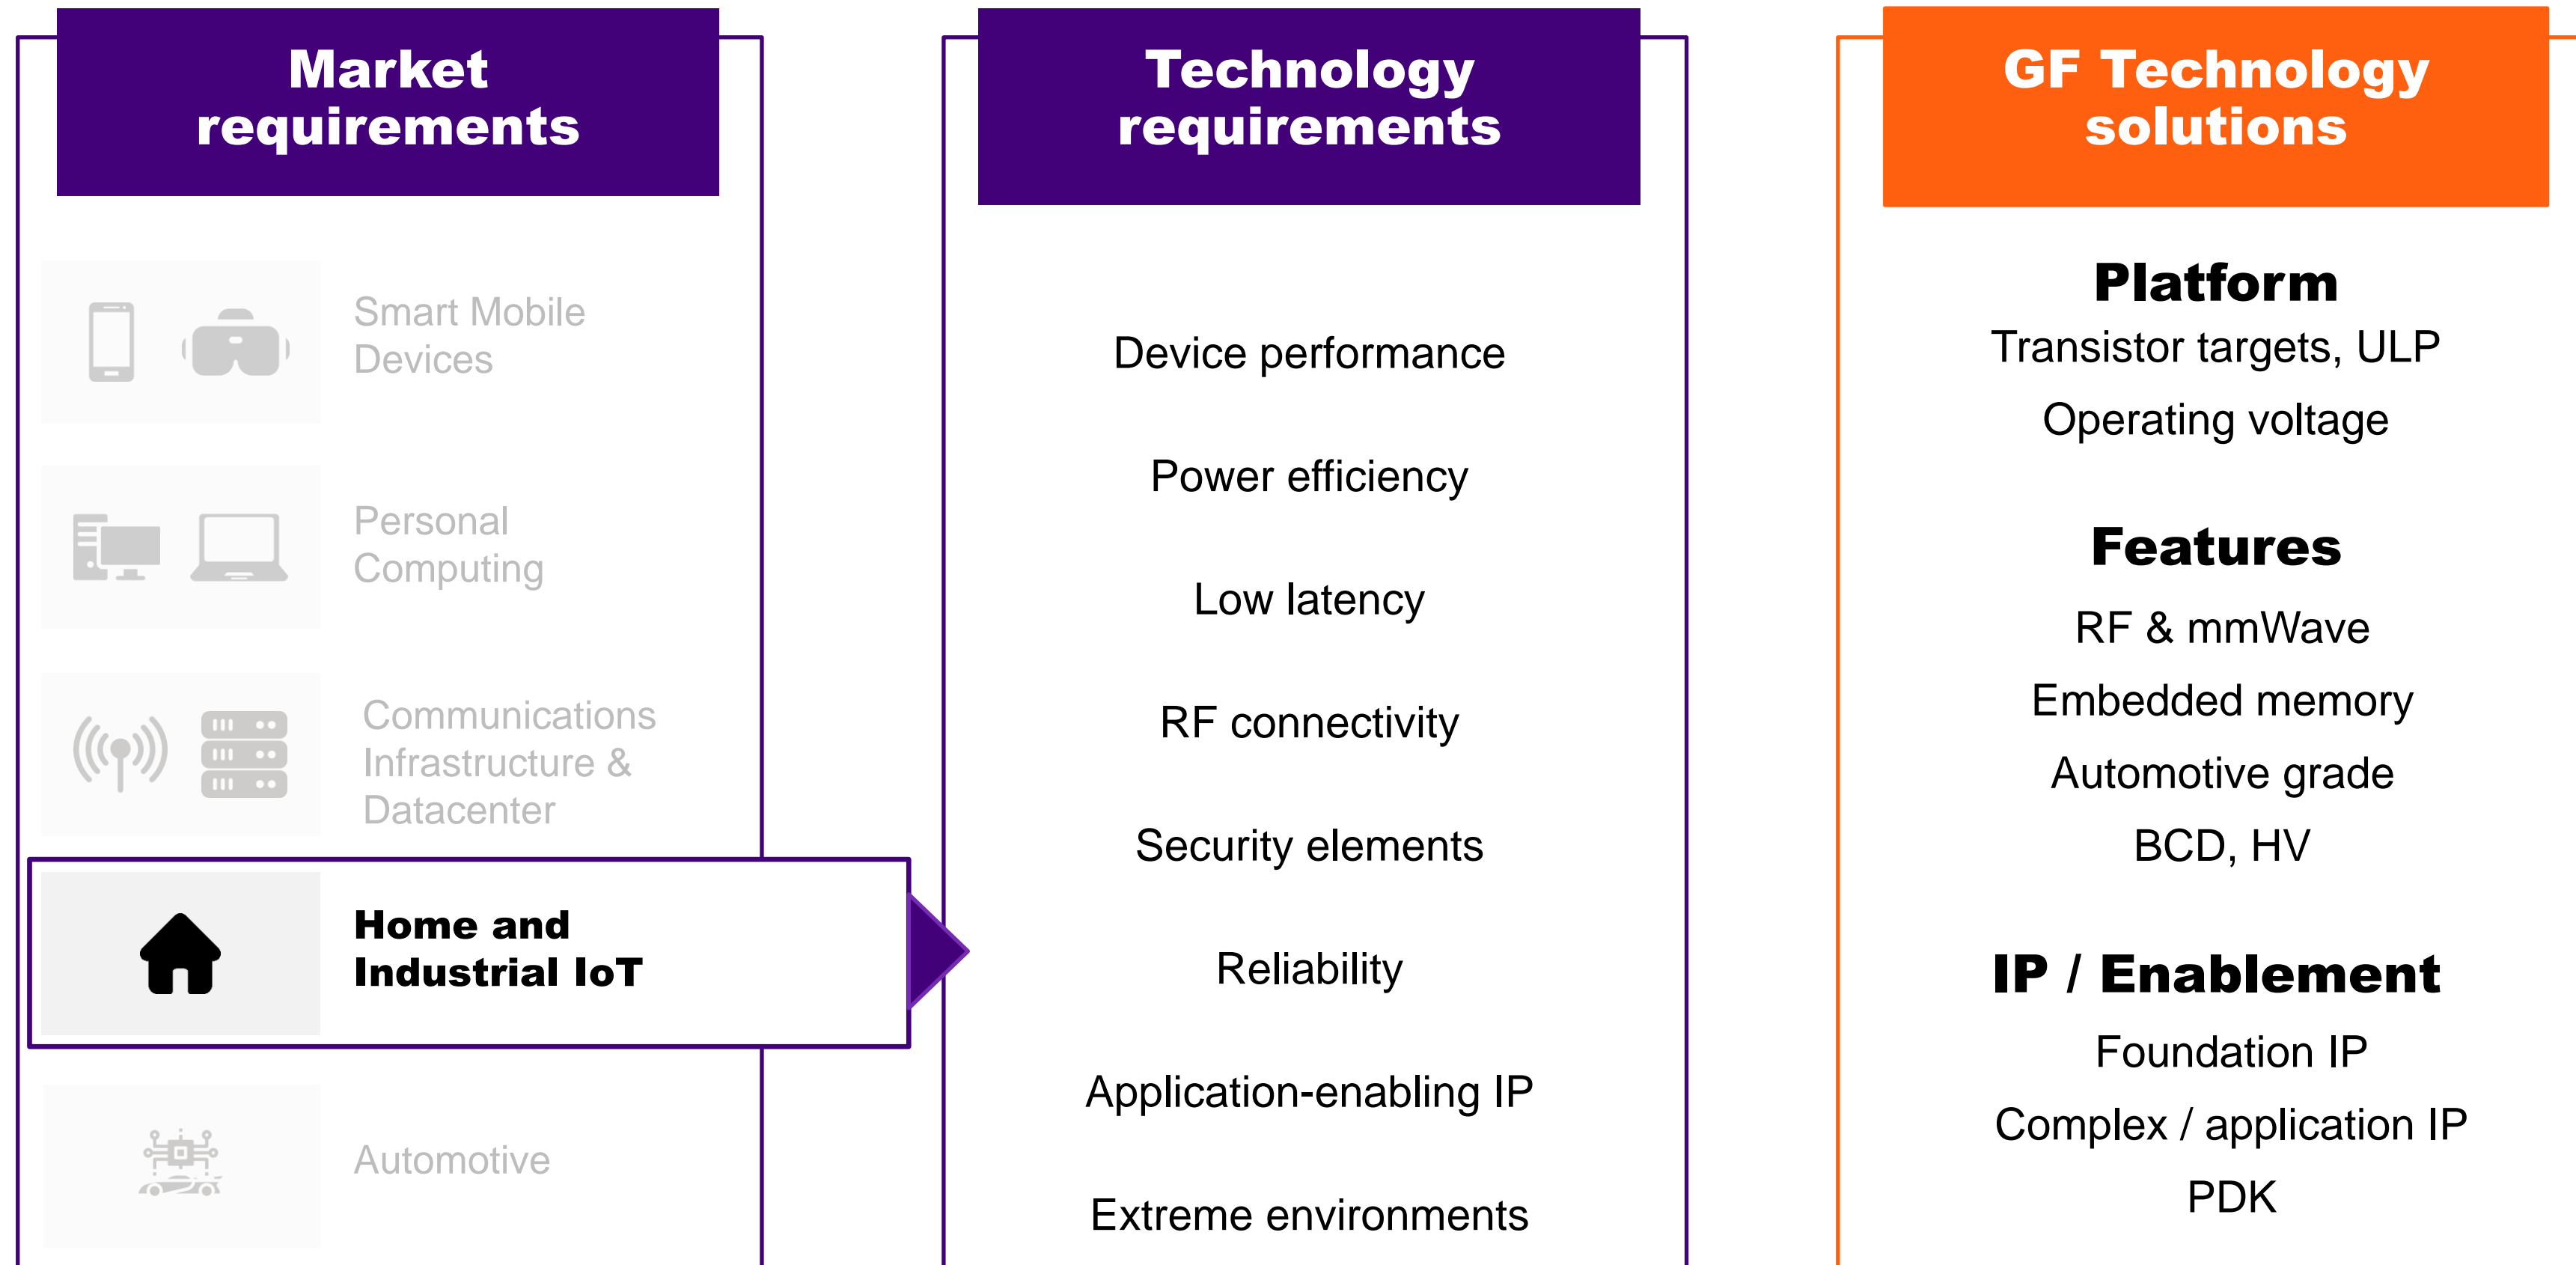 Market
requirements
Smart Mobile
Devices
Personal
Computing
Communications
Infrastructure &
Datacenter
Home and
Industrial IoT
Automotive
Technology
requirements
Device performance
Power efficiency
Low latency
RF connectivity
Security elements
Reliability
Application-enabling IP
Extreme environments
GF Technology
solutions
Platform
Transistor targets, ULP
Operating voltage
Features
RF & mmWave
Embedded memory
Automotive grade
BCD, HV
IP / Enablement
Foundation IP
Complex / application IP
PDK